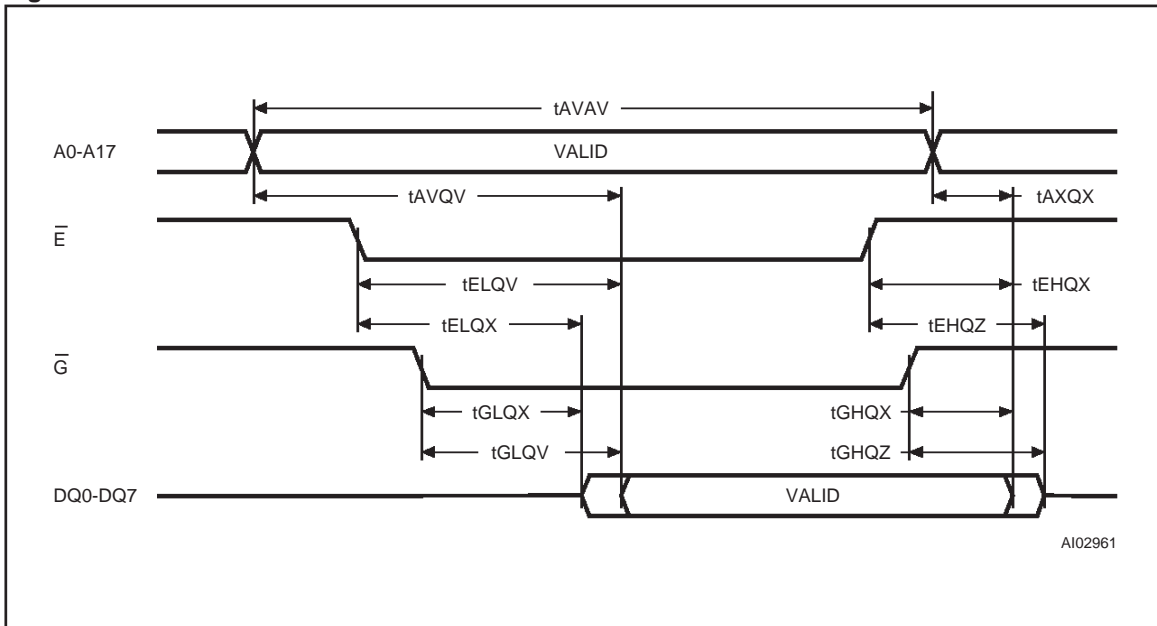 tAVAV
A0-A17 VALID
tAVQV tAXQX
E̅
tELQV tEHQX
tELQX tEHQZ
G̅
tGLQX tGHQX
tGLQV tGHQZ
DQ0-DQ7 VALID
AI02961